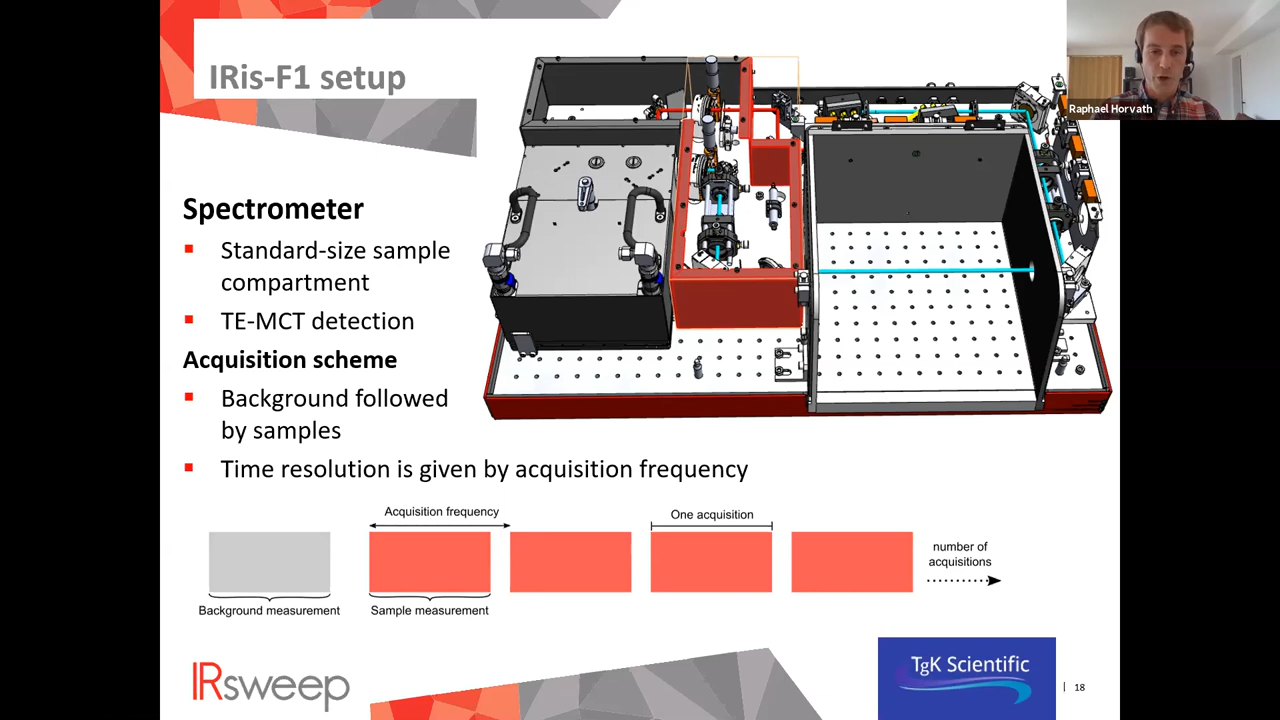 IRis-F1 setup
Raphael Horvath
Spectrometer
▪ Standard-size sample
compartment
▪ TE-MCT detection
Acquisition scheme
▪ Background followed
by samples
▪ Time resolution is given by acquisition frequency
Acquisition frequency
One acquisition
number of
acquisitions
Background measurement
Sample measurement
IRsweep
TgK Scientific
| 18